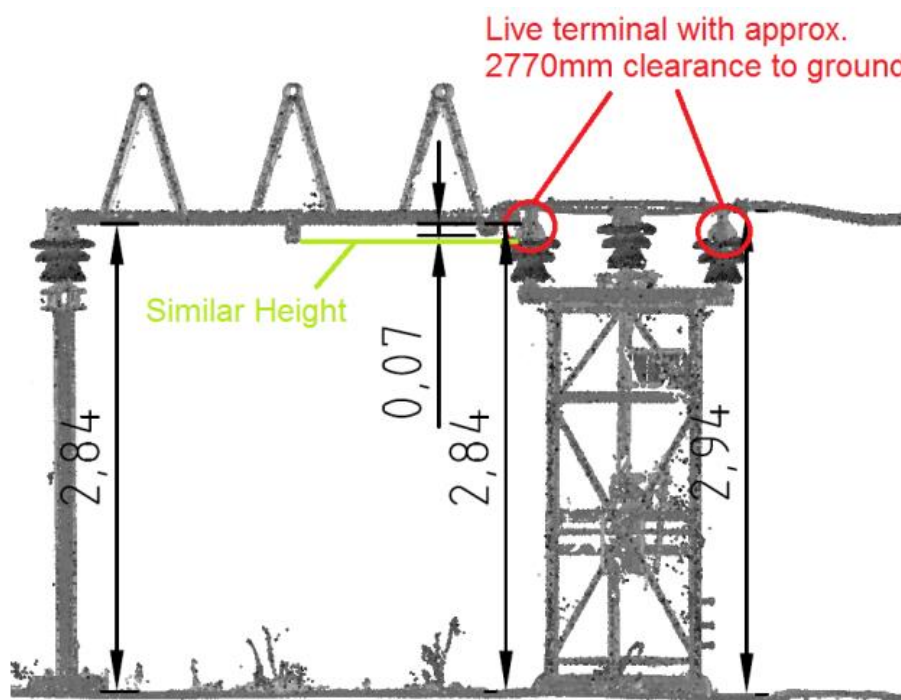 Live terminal with approx.
2770mm clearance to ground
Similar Height
0,07
2,84
2,84
2,94